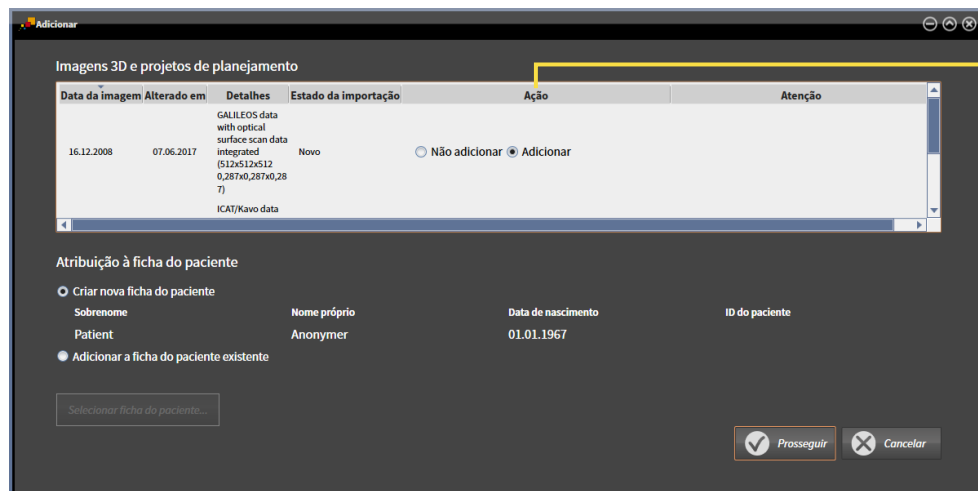 Adicionar
Imagens 3D e projetos de planejamento
Data da imagem Alterado em Detalhes Estado da importação Ação Atenção
GALILEOS data
with optical
surface scan data
16.12.2008 07.06.2017 integrated Novo Não adicionar Adicionar
(512x512x512
0,287x0,287x0,28
7)
ICAT/Kavo data
Atribuição à ficha do paciente
Criar nova ficha do paciente
Sobrenome Nome próprio Data de nascimento ID do paciente
Patient Anonymer 01.01.1967
Adicionar a ficha do paciente existente
Selecionar ficha do paciente...
Prosseguir Cancelar